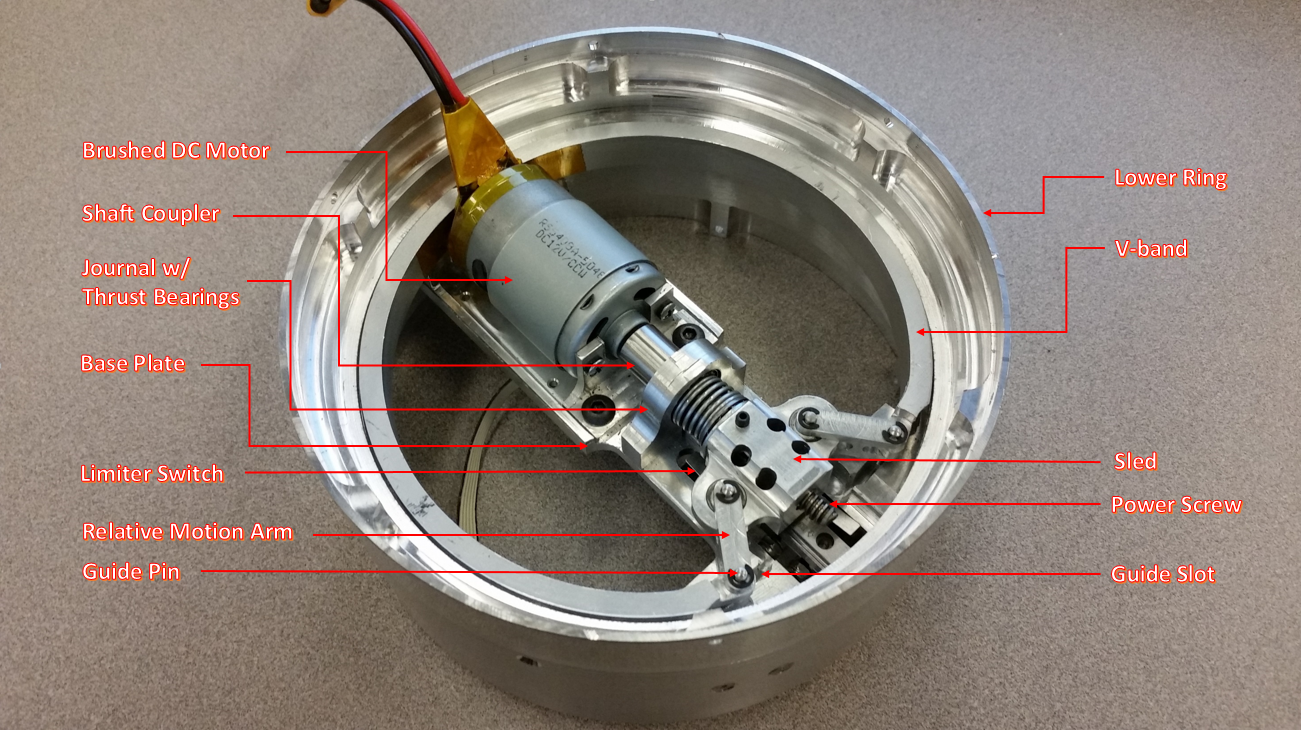 Brushed DC Motor
Shaft Coupler
Journal w/
Thrust Bearings
Base Plate
Limiter Switch
Relative Motion Arm
Guide Pin
Lower Ring
V-band
Sled
Power Screw
Guide Slot
DC12V/CCW